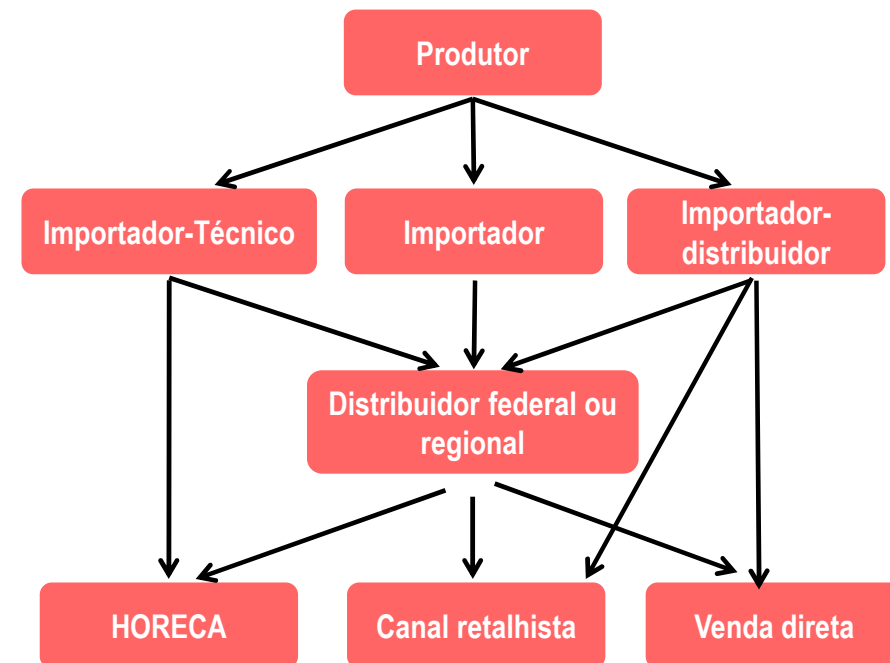 Produtor
Importador-Técnico
Importador
Importador-
distribuidor
Distribuidor federal ou
regional
HORECA
Canal retalhista
Venda direta